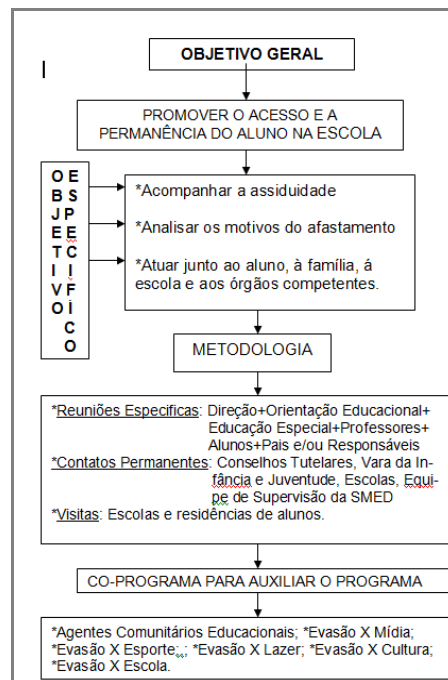 OBJETIVO GERAL
PROMOVER O ACESSO E A
PERMANÊNCIA DO ALUNO NA ESCOLA
OBJETIVO
ESPECIFÍCO
*Acompanhar a assiduidade
*Analisar os motivos do afastamento
*Atuar junto ao aluno, à família, á
escola e aos órgãos competentes.
METODOLOGIA
*Reuniões Especificas: Direção+Orientação Educacional+
Educação Especial+Professores+
Alunos+Pais e/ou Responsáveis
*Contatos Permanentes: Conselhos Tutelares, Vara da In-
fância e Juventude, Escolas, Equi-
pe de Supervisão da SMED
*Visitas: Escolas e residências de alunos.
CO-PROGRAMA PARA AUXILIAR O PROGRAMA
*Agentes Comunitários Educacionais; *Evasão X Mídia;
*Evasão X Esporte; ; *Evasão X Lazer; *Evasão X Cultura;
*Evasão X Escola.